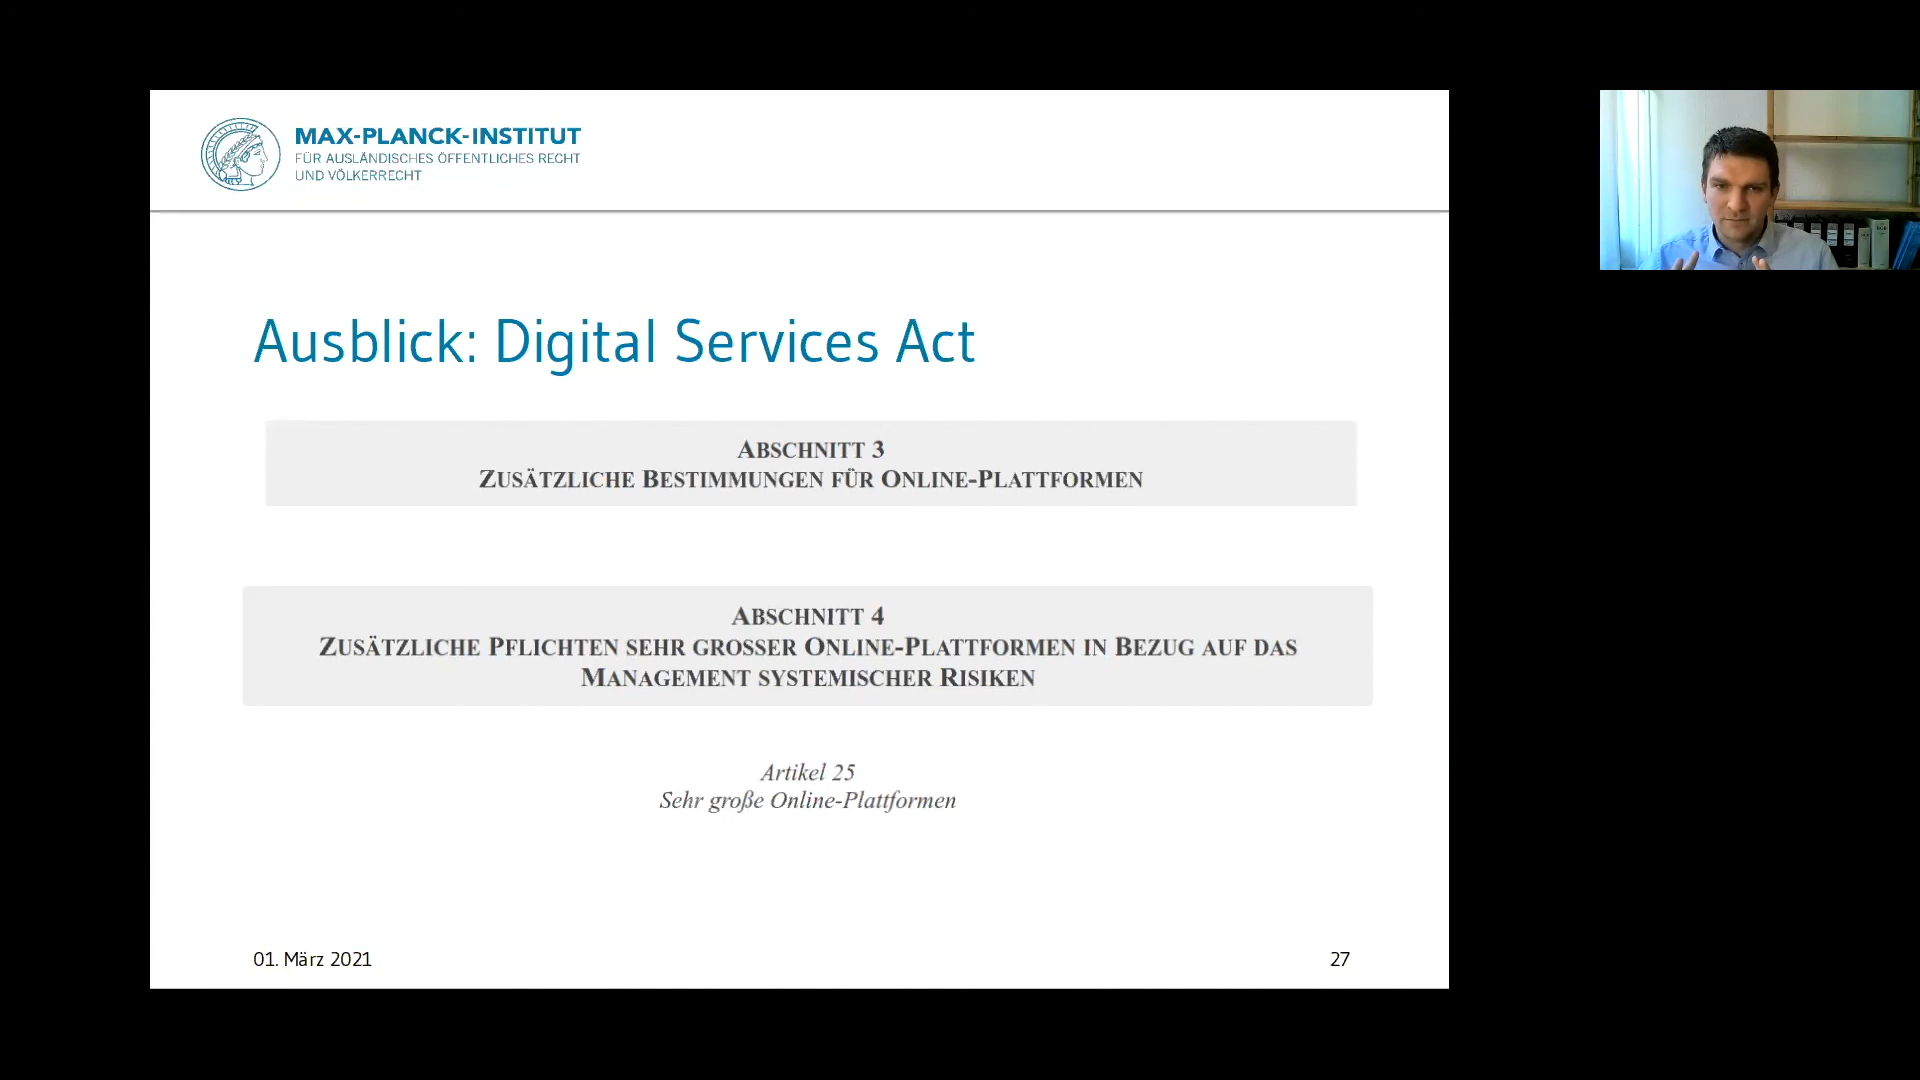 MAX-PLANCK-INSTITUT
FÜR AUSLÄNDISCHES ÖFFENTLICHES RECHT
UND VÖLKERRECHT
Ausblick: Digital Services Act
ABSCHNITT 3
ZUSÄTZLICHE BESTIMMUNGEN FÜR ONLINE-PLATTFORMEN
ABSCHNITT 4
ZUSÄTZLICHE PFLICHTEN SEHR GROSSER ONLINE-PLATTFORMEN IN BEZUG AUF DAS
MANAGEMENT SYSTEMISCHER RISIKEN
Artikel 25
Sehr große Online-Plattformen
01. März 2021
27